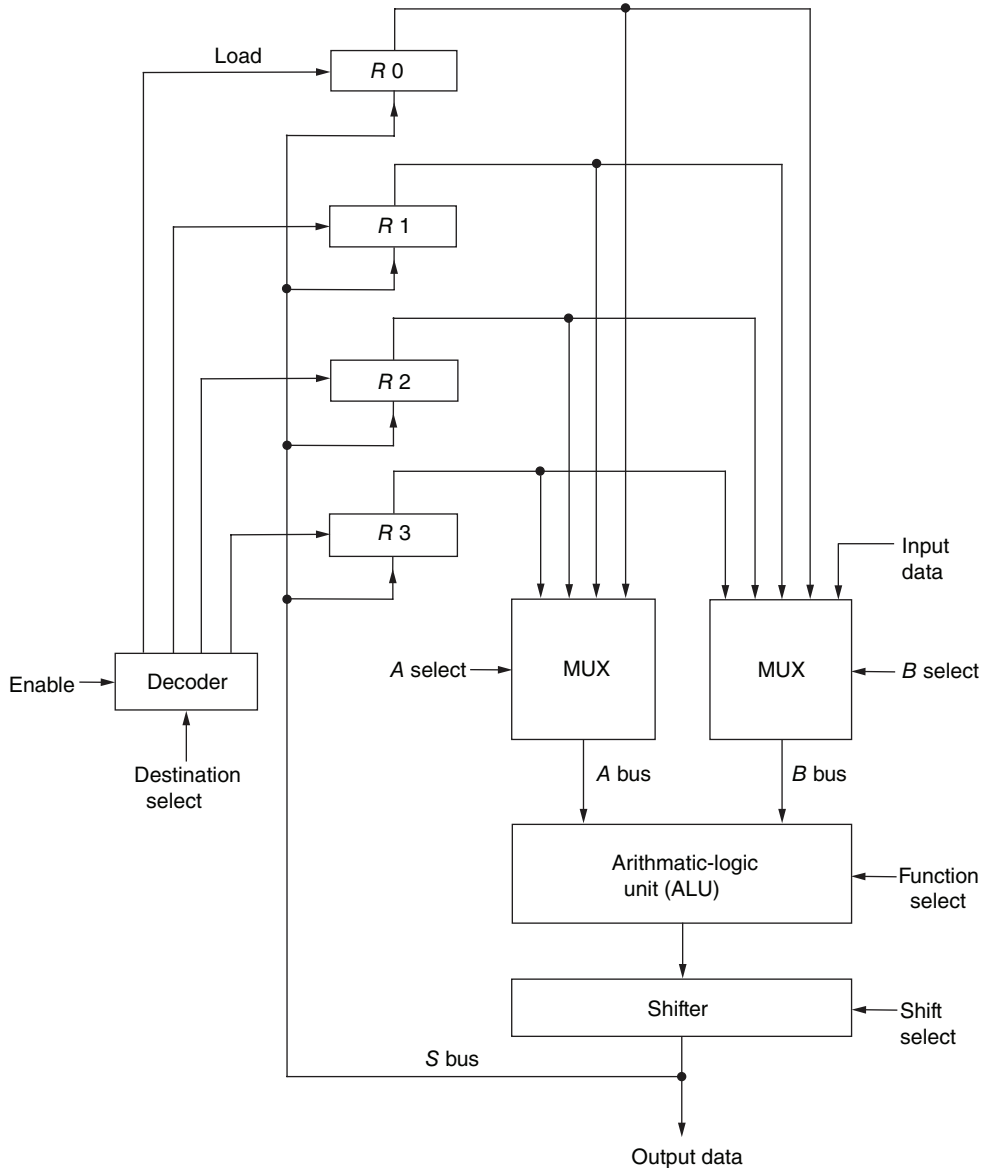 Load
R 0
R 1
R 2
R 3
Input
data
A select
MUX
MUX
B select
Enable
Decoder
Destination
select
A bus
B bus
Arithmatic-logic
unit (ALU)
Function
select
Shifter
Shift
select
S bus
Output data